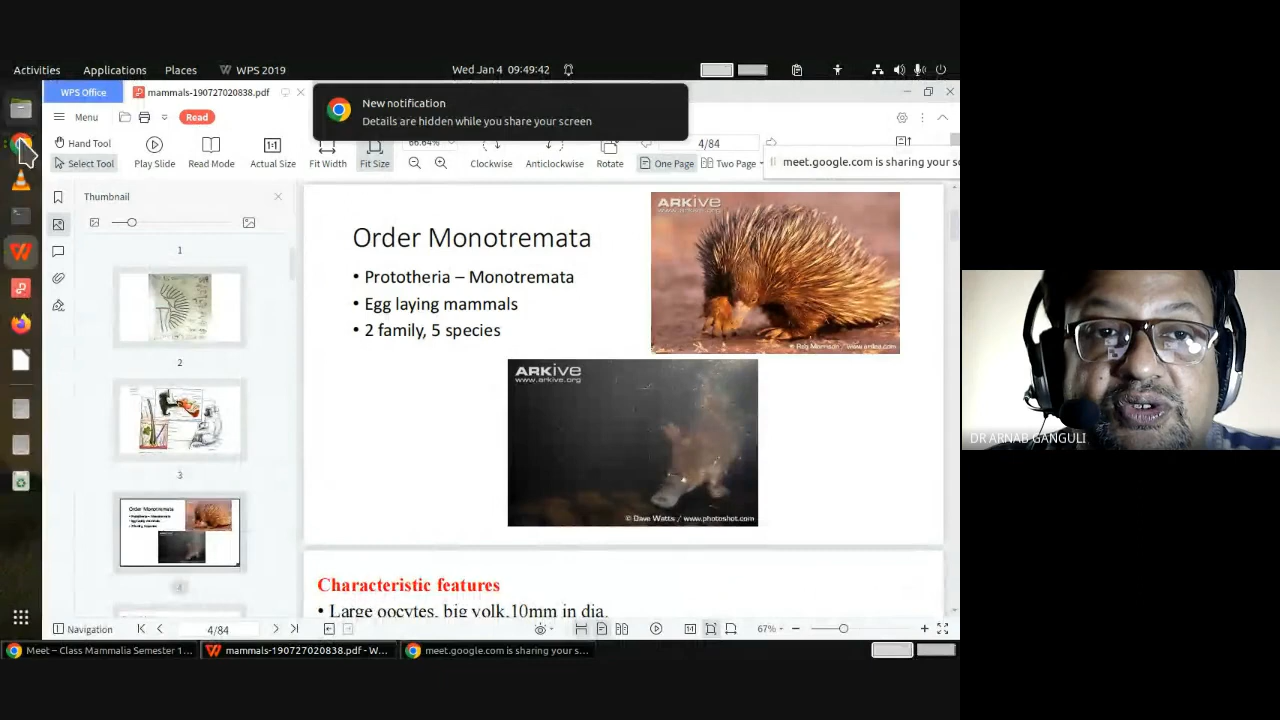 Activities Applications Places WPS 2019 Wed Jan 4 09:49:42
WPS Office mammals-190727020838.pdf
New notification
Details are hidden while you share your screen
Menu Read
Hand Tool 66.64% 4/84
Select Tool Play Slide Read Mode Actual Size Fit Width Fit Size Clockwise Anticlockwise Rotate One Page Two Page
meet.google.com is sharing your
Thumbnail
1
2
3
4
Order Monotremata
• Prototheria – Monotremata
• Egg laying mammals
• 2 family, 5 species
ARKive
www.arkive.org
ARKive
www.arkive.org
© Dave Watts / www.photoshot.com
Characteristic features
• Large oocytes, big yolk,10mm in dia.
DR ARNAB GANGULI
Navigation 4/84 67%
Meet – Class Mammalia Semester 1... mammals-190727020838.pdf - W... meet.google.com is sharing your s...